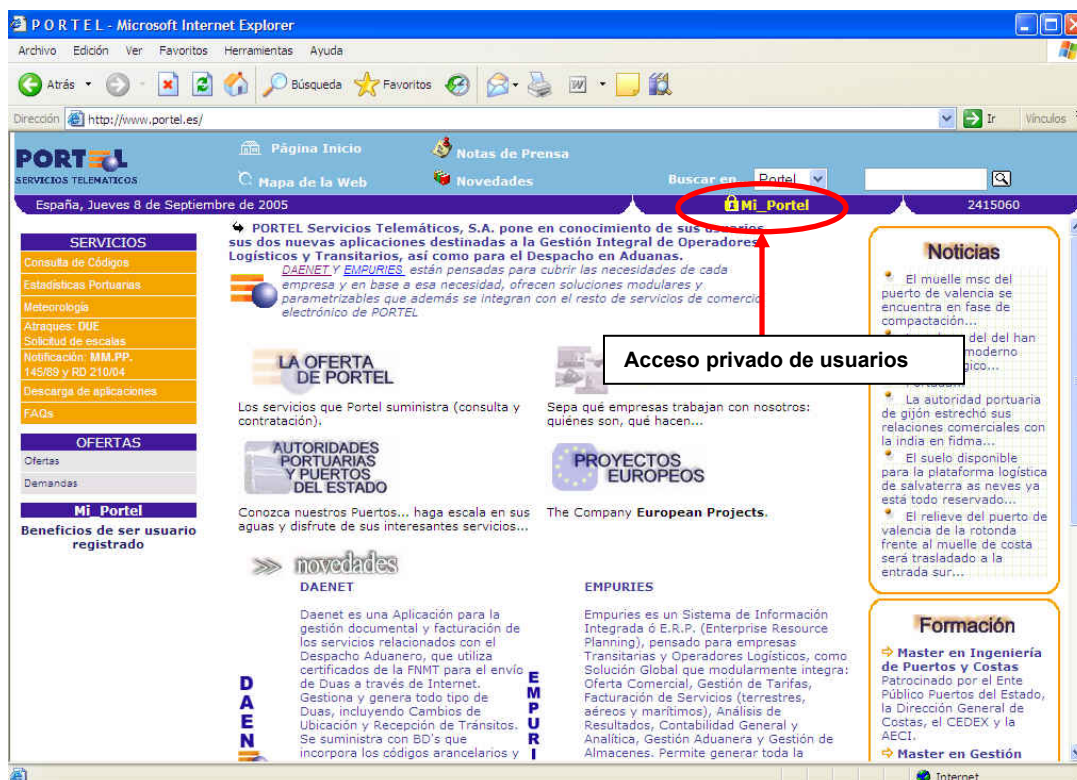 P O R T E L - Microsoft Internet Explorer
Archivo Edición Ver Favoritos Herramientas Ayuda
Atrás Búsqueda Favoritos
Dirección http://www.portel.es/ Ir Vínculos
PORTEL
SERVICIOS TELEMATICOS
Página Inicio Notas de Prensa
Mapa de la Web Novedades Buscar en Portel
España, Jueves 8 de Septiembre de 2005 Mi_Portel 2415060
SERVICIOS
Consulta de Códigos
Estadísticas Portuarias
Meteorología
Atraques: DUE
Solicitud de escalas
Notificación: MM.PP.
145/89 y RD 210/04
Descarga de aplicaciones
FAQs
OFERTAS
Ofertas
Demandas
Mi_Portel
Beneficios de ser usuario
registrado
PORTEL Servicios Telemáticos, S.A. pone en conocimiento de sus usuarios
sus dos nuevas aplicaciones destinadas a la Gestión Integral de Operadores
Logísticos y Transitarios, así como para el Despacho en Aduanas.
DAENET Y EMPURIES están pensadas para cubrir las necesidades de cada
empresa y en base a esa necesidad, ofrecen soluciones modulares y
parametrizables que además se integran con el resto de servicios de comercio
electrónico de PORTEL
Acceso privado de usuarios
LA OFERTA
DE PORTEL
Los servicios que Portel suministra (consulta y
contratación).
Sepa qué empresas trabajan con nosotros:
quiénes son, qué hacen...
AUTORIDADES
PORTUARIAS
Y PUERTOS
DEL ESTADO
Conozca nuestros Puertos... haga escala en sus
aguas y disfrute de sus interesantes servicios...
PROYECTOS
EUROPEOS
The Company European Projects.
novedades
DAENET
Daenet es una Aplicación para la
gestión documental y facturación de
los servicios relacionados con el
Despacho Aduanero, que utiliza
certificados de la FNMT para el envío
de Duas a través de Internet.
Gestiona y genera todo tipo de
Duas, incluyendo Cambios de
Ubicación y Recepción de Tránsitos.
Se suministra con BD's que
incorpora los códigos arancelarios y
DAEN
EMPURIES
Empuries es un Sistema de Información
Integrada ó E.R.P. (Enterprise Resource
Planning), pensado para empresas
Transitarias y Operadores Logísticos, como
Solución Global que modularmente integra:
Oferta Comercial, Gestión de Tarifas,
Facturación de Servicios (terrestres,
aéreos y marítimos), Análisis de
Resultados, Contabilidad General y
Analítica, Gestión Aduanera y Gestión de
Almacenes. Permite generar toda la
EMPURI
Noticias
El muelle msc del
puerto de valencia se
encuentra en fase de
compactación...
del del han
moderno
La autoridad portuaria
de gijón estrechó sus
relaciones comerciales con
la india en fidma...
El suelo disponible
para la plataforma logística
de salvaterra as neves ya
está todo reservado...
El relieve del puerto de
valencia de la rotonda
frente al muelle de costa
será trasladado a la
entrada sur...
Formación
Master en Ingeniería
de Puertos y Costas
Patrocinado por el Ente
Público Puertos del Estado,
la Dirección General de
Costas, el CEDEX y la
AECI.
Master en Gestión
Internet